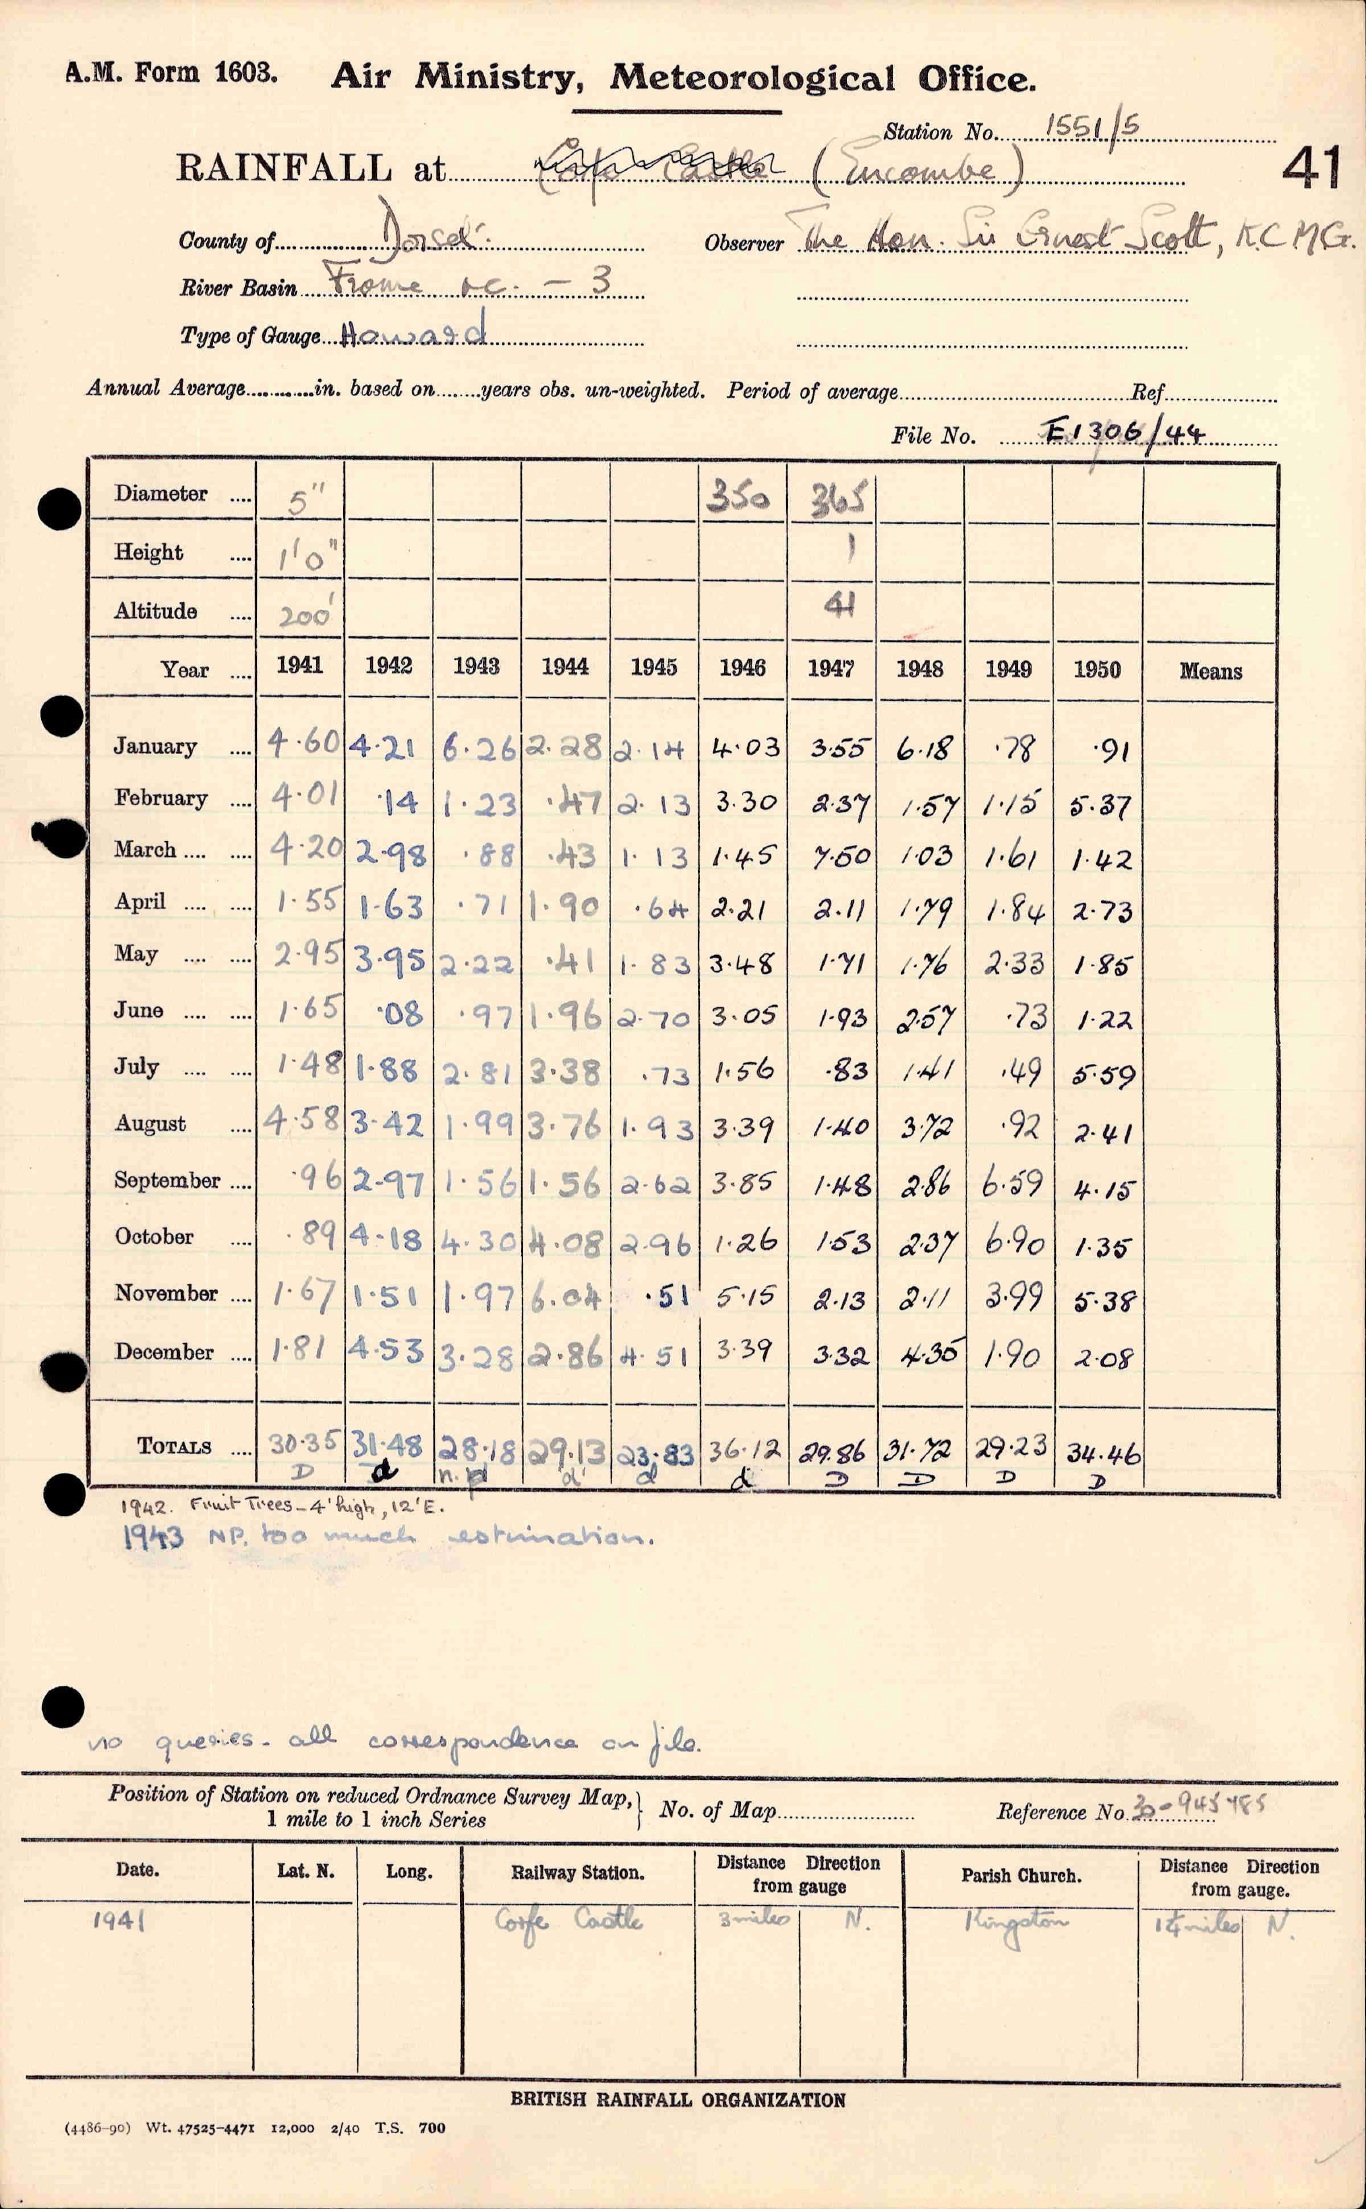 A.M. Form 1603. Air Ministry, Meteorological Office.
Station No. 1551/5
RAINFALL at Corfe Castle (Encombe)
41
County of Dorset. Observer The Hon. Sir Ernest Scott, K.C.M.G.
River Basin Frome &c. - 3
Type of Gauge Howard
Annual Average in. based on years obs. un-weighted. Period of average Ref
File No. E1306/44
Diameter .... 5" 350 365
Height .... 1'0" 1
Altitude .... 200' 41
Year .... 1941 1942 1943 1944 1945 1946 1947 1948 1949 1950 Means
January .... 4.60 4.21 6.26 2.28 2.14 4.03 3.55 6.18 .78 .91
February .... 4.01 .14 1.23 .47 2.13 3.30 2.37 1.57 1.15 5.37
March .... .... 4.20 2.98 .88 .43 1.13 1.45 7.50 1.03 1.61 1.42
April .... .... 1.55 1.63 .71 1.90 .64 2.21 2.11 1.79 1.84 2.73
May .... .... 2.95 3.95 2.22 .41 1.83 3.48 1.71 1.76 2.33 1.85
June .... .... 1.65 .08 .97 1.96 2.70 3.05 1.93 2.57 .73 1.22
July .... .... 1.48 1.88 2.81 3.38 .73 1.56 .83 1.41 .49 5.59
August .... 4.58 3.42 1.99 3.76 1.93 3.39 1.40 3.72 .92 2.41
September .... .96 2.97 1.56 1.56 2.62 3.85 1.48 2.86 6.59 4.15
October .... .89 4.18 4.30 4.08 2.96 1.26 1.53 2.37 6.90 1.35
November .... 1.67 1.51 1.97 6.04 .51 5.15 2.13 2.11 3.99 5.38
December .... 1.81 4.53 3.28 2.86 4.51 3.39 3.32 4.35 1.90 2.08
TOTALS .... 30.35 31.48 28.18 29.13 23.83 36.12 29.86 31.72 29.23 34.46
D d n.p d d d D D D D
1942. Fruit Trees - 4' high, 12' E.
1943 NP. too much estimation.
no queries - all correspondence on file.
Position of Station on reduced Ordnance Survey Map,} No. of Map Reference No. 30-945785
1 mile to 1 inch Series
Date. Lat. N. Long. Railway Station. Distance from gauge Direction Parish Church. Distance Direction from gauge.
1941 Corfe Castle 3 miles N. Kingston 1¼ miles N.
BRITISH RAINFALL ORGANIZATION
(4486-90) Wt. 47525-4471 12,000 2/40 T.S. 700